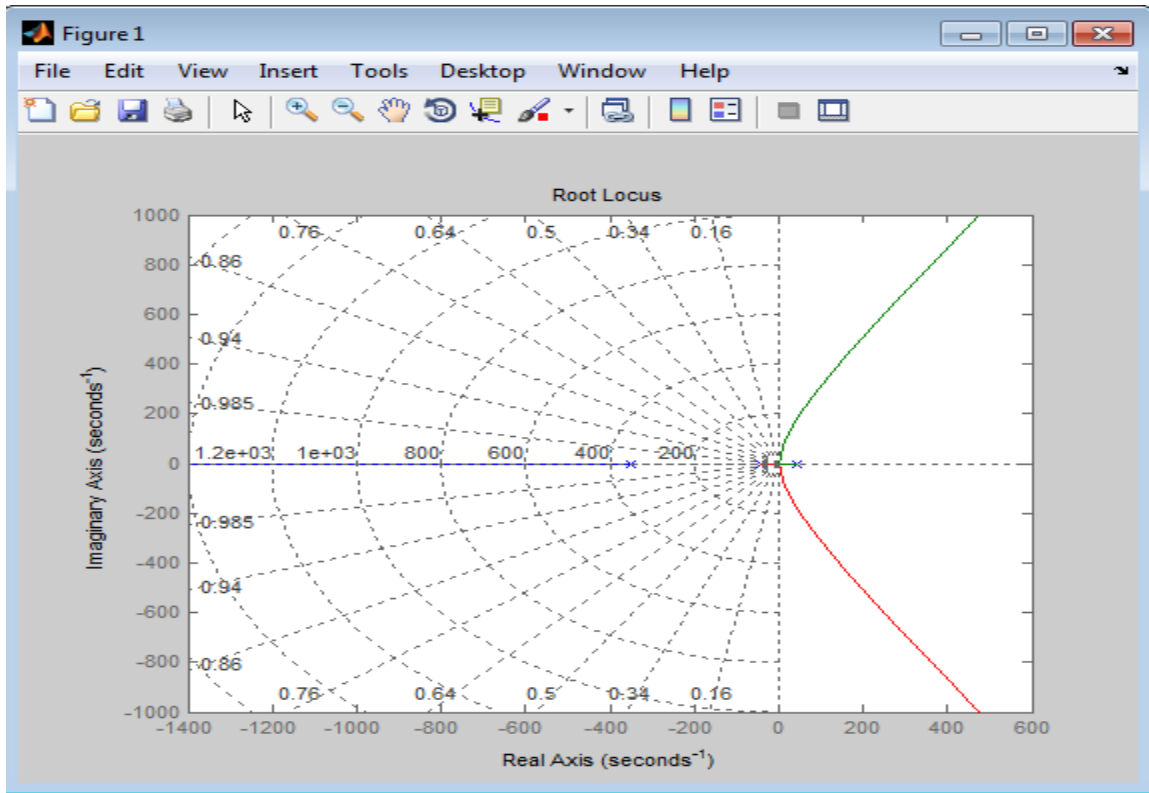 Figure 1
File Edit View Insert Tools Desktop Window Help
Root Locus
1000
800
600
400
200
0
-200
-400
-600
-800
-1000
0.76 0.64 0.5 0.34 0.16
0.86
0.94
0.985
1.2e+03 1e+03 800 600 400 200
0.985
0.94
0.86
0.76 0.64 0.5 0.34 0.16
-1400 -1200 -1000 -800 -600 -400 -200 0 200 400 600
Imaginary Axis (seconds⁻¹)
Real Axis (seconds⁻¹)